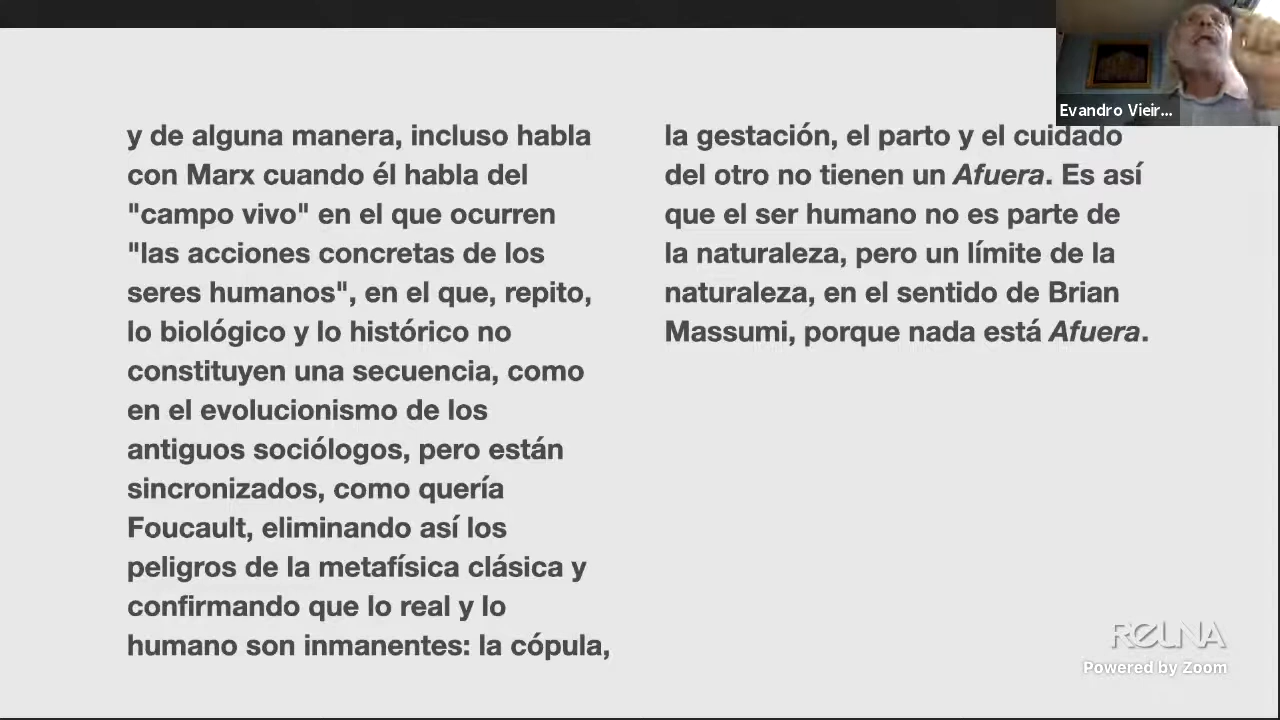 Evandro Vieir...
y de alguna manera, incluso habla
con Marx cuando él habla del
"campo vivo" en el que ocurren
"las acciones concretas de los
seres humanos", en el que, repito,
lo biológico y lo histórico no
constituyen una secuencia, como
en el evolucionismo de los
antiguos sociólogos, pero están
sincronizados, como quería
Foucault, eliminando así los
peligros de la metafísica clásica y
confirmando que lo real y lo
humano son inmanentes: la cópula,
la gestación, el parto y el cuidado
del otro no tienen un Afuera. Es así
que el ser humano no es parte de
la naturaleza, pero un límite de la
naturaleza, en el sentido de Brian
Massumi, porque nada está Afuera.
Powered by Zoom